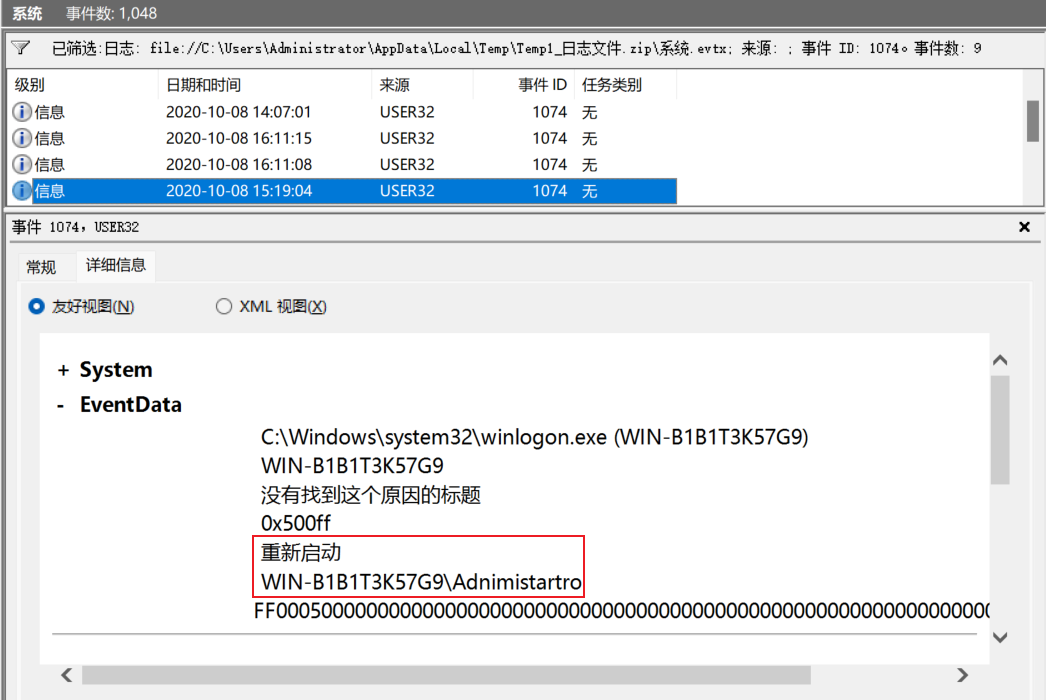 系统 事件数: 1,048
已筛选:日志: file://C:\Users\Administrator\AppData\Local\Temp\Temp1_日志文件.zip\系统.evtx; 来源: ; 事件 ID: 1074。事件数: 9
级别 日期和时间 来源 事件 ID 任务类别
信息 2020-10-08 14:07:01 USER32 1074 无
信息 2020-10-08 16:11:15 USER32 1074 无
信息 2020-10-08 16:11:08 USER32 1074 无
信息 2020-10-08 15:19:04 USER32 1074 无
事件 1074，USER32
常规 详细信息
友好视图(N) XML 视图(X)
+ System
- EventData
C:\Windows\system32\winlogon.exe (WIN-B1B1T3K57G9)
WIN-B1B1T3K57G9
没有找到这个原因的标题
0x500ff
重新启动
WIN-B1B1T3K57G9\Adnimistartro